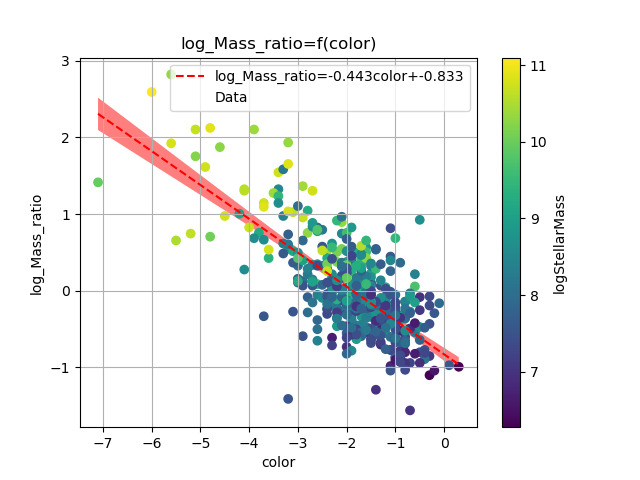 log_Mass_ratio=f(color)
log_Mass_ratio=-0.443color+-0.833
Data
3
2
1
0
−1
log_Mass_ratio
−7 −6 −5 −4 −3 −2 −1 0
color
11
10
9
8
7
logStellarMass